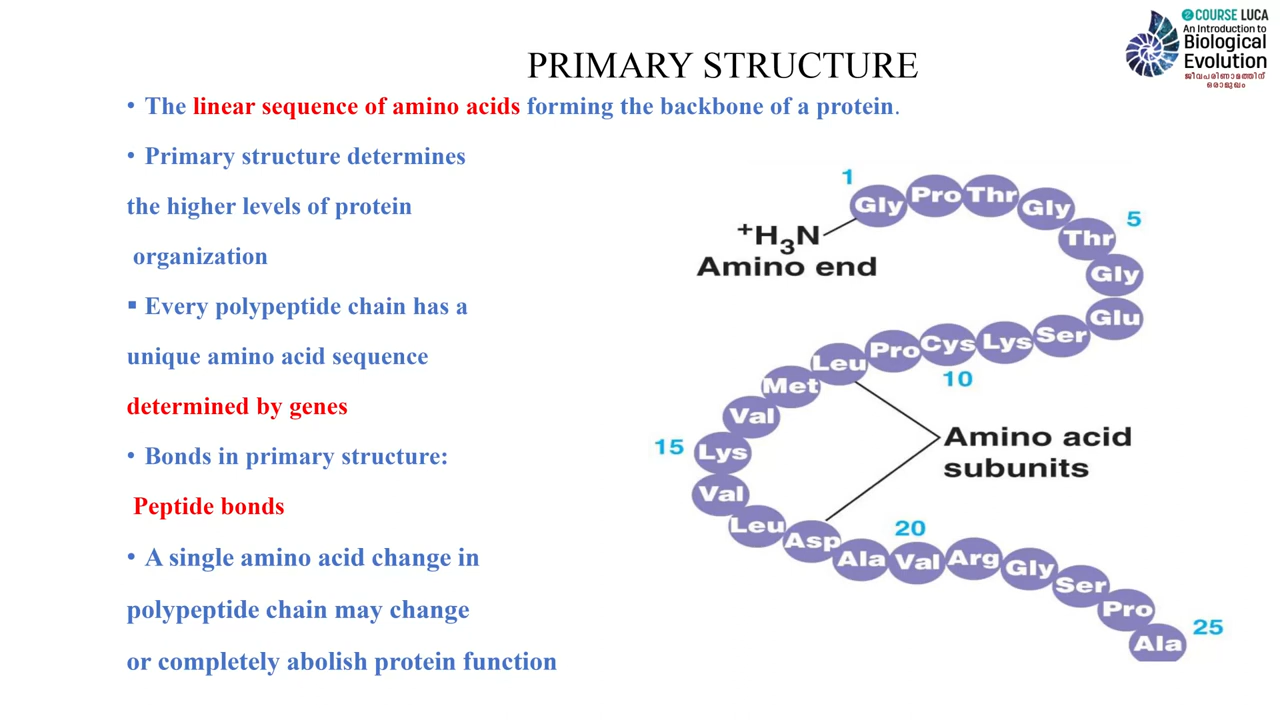 COURSE LUCA
An Introduction to
Biological
Evolution
ജീവപരിണാമത്തിന്
ഒരാമുഖം
PRIMARY STRUCTURE
• The linear sequence of amino acids forming the backbone of a protein.
• Primary structure determines
the higher levels of protein
organization
▪ Every polypeptide chain has a
unique amino acid sequence
determined by genes
• Bonds in primary structure:
Peptide bonds
• A single amino acid change in
polypeptide chain may change
or completely abolish protein function
1
Gly Pro Thr Gly Thr Gly Glu
5
+H3N
Amino end
Ser Lys Cys Pro Leu Met Val Lys Val Leu Asp
10
15
Amino acid
subunits
20
Ala Val Arg Gly Ser Pro Ala
25